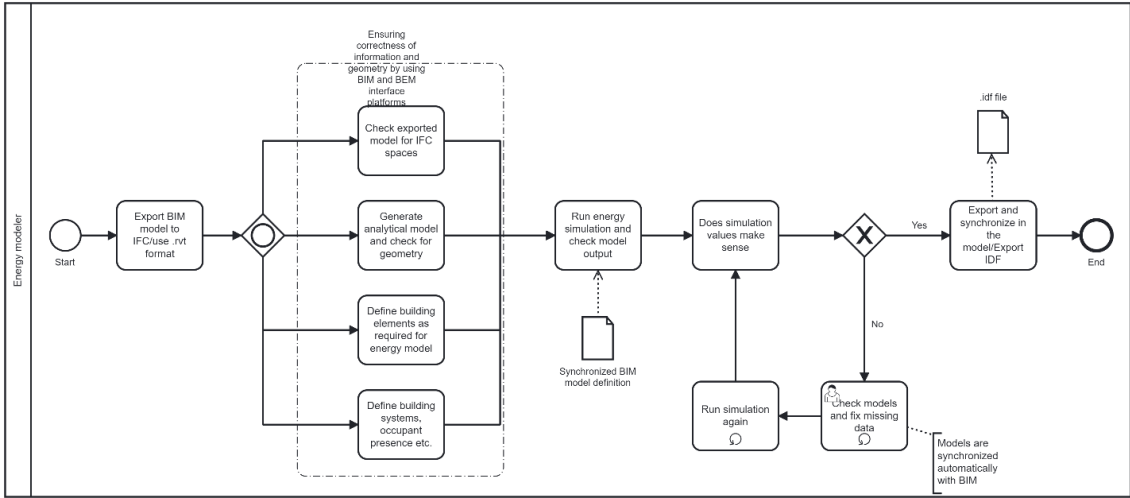 Energy modeler
Start
Export BIM
model to
IFC/use .rvt
format
Ensuring
correctness of
information and
geometry by using
BIM and BEM
interface
platforms
Check exported
model for IFC
spaces
Generate
analytical model
and check for
geometry
Define building
elements as
required for
energy model
Define building
systems,
occupant
presence etc.
Run energy
simulation and
check model
output
Synchronized BIM
model definition
Does simulation
values make
sense
X
Yes
No
Check models
and fix missing
data
Run simulation
again
Models are
synchronized
automatically
with BIM
.idf file
Export and
synchronize in
the
model/Export
IDF
End